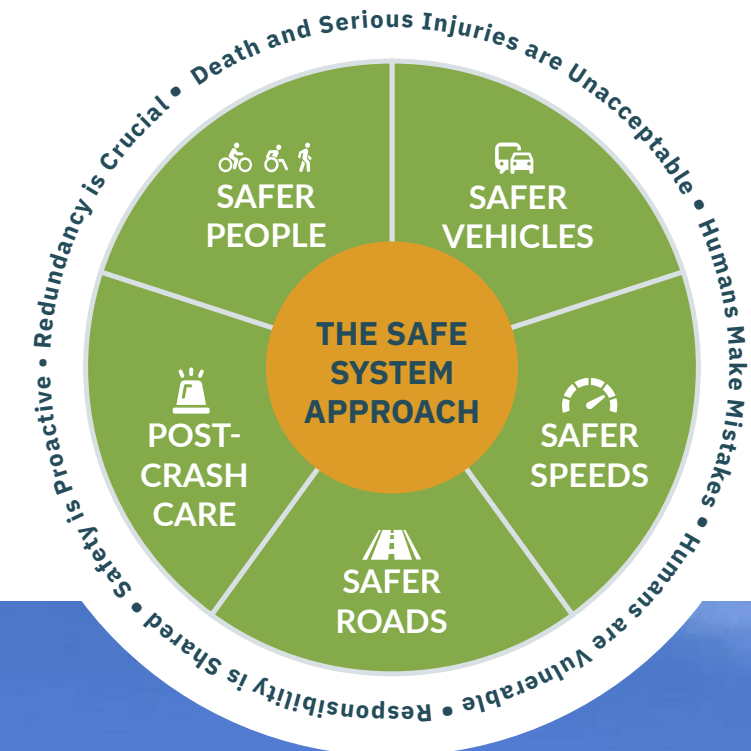 Death and Serious Injuries are Unacceptable • Humans Make Mistakes • Humans are Vulnerable • Responsibility is Shared • Safety is Proactive • Redundancy is Crucial •
SAFER
PEOPLE
SAFER
VEHICLES
THE SAFE
SYSTEM
APPROACH
POST-
CRASH
CARE
SAFER
SPEEDS
SAFER
ROADS